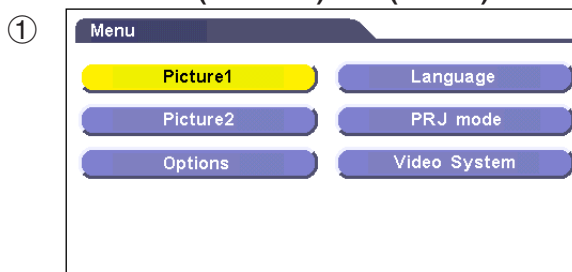 ①
Menu
Picture1
Language
Picture2
PRJ mode
Options
Video System